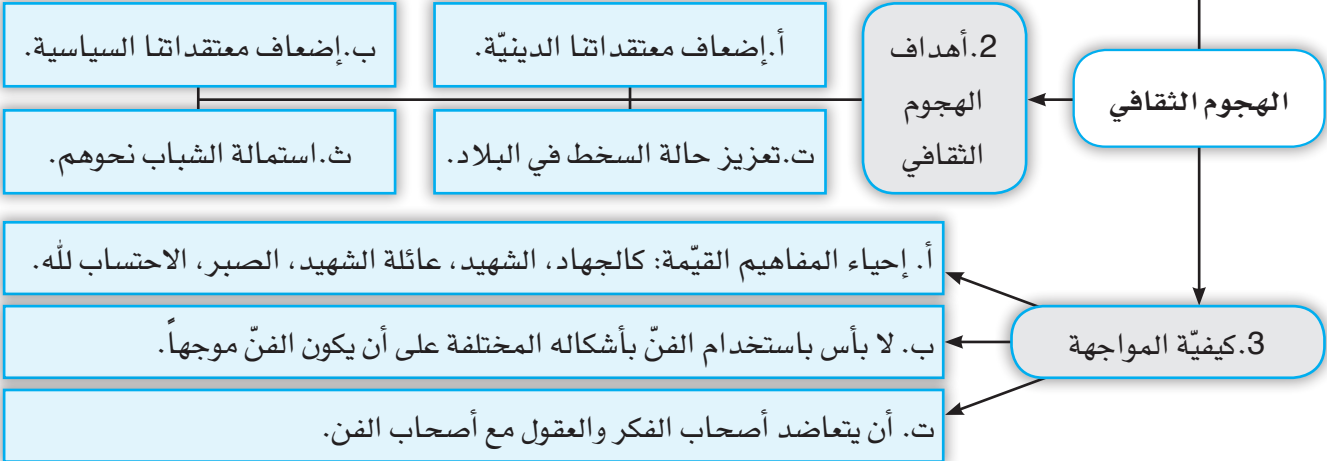 الهجوم الثقافي
2.أهداف
الهجوم
الثقافي
أ.إضعاف معتقداتنا الدينيّة.
ب.إضعاف معتقداتنا السياسية.
ت.تعزيز حالة السخط في البلاد.
ث.استمالة الشباب نحوهم.
3.كيفيّة المواجهة
أ. إحياء المفاهيم القيّمة: كالجهاد، الشهيد، عائلة الشهيد، الصبر، الاحتساب لله.
ب. لا بأس باستخدام الفنّ بأشكاله المختلفة على أن يكون الفنّ موجهاً.
ت. أن يتعاضد أصحاب الفكر والعقول مع أصحاب الفن.